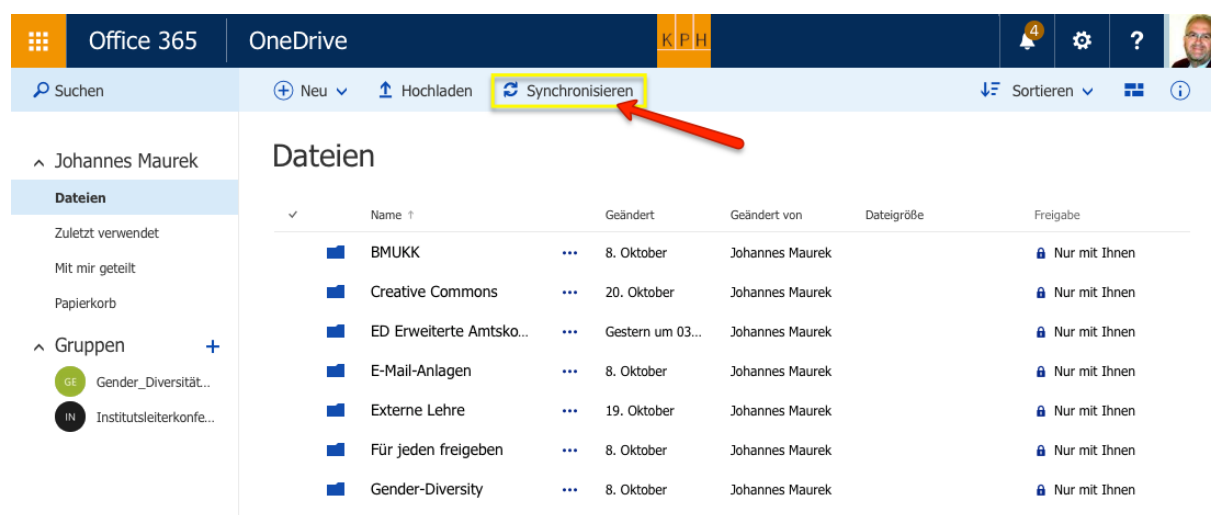 Office 365 OneDrive KPH 4 ?
Suchen Neu Hochladen Synchronisieren Sortieren
Johannes Maurek
Dateien
Zuletzt verwendet
Mit mir geteilt
Papierkorb
Gruppen +
GE Gender_Diversität...
IN Institutsleiterkonfe...
Dateien
Name ↑ Geändert Geändert von Dateigröße Freigabe
BMUKK ... 8. Oktober Johannes Maurek Nur mit Ihnen
Creative Commons ... 20. Oktober Johannes Maurek Nur mit Ihnen
ED Erweiterte Amtsko... ... Gestern um 03... Johannes Maurek Nur mit Ihnen
E-Mail-Anlagen ... 8. Oktober Johannes Maurek Nur mit Ihnen
Externe Lehre ... 19. Oktober Johannes Maurek Nur mit Ihnen
Für jeden freigeben ... 8. Oktober Johannes Maurek Nur mit Ihnen
Gender-Diversity ... 8. Oktober Johannes Maurek Nur mit Ihnen